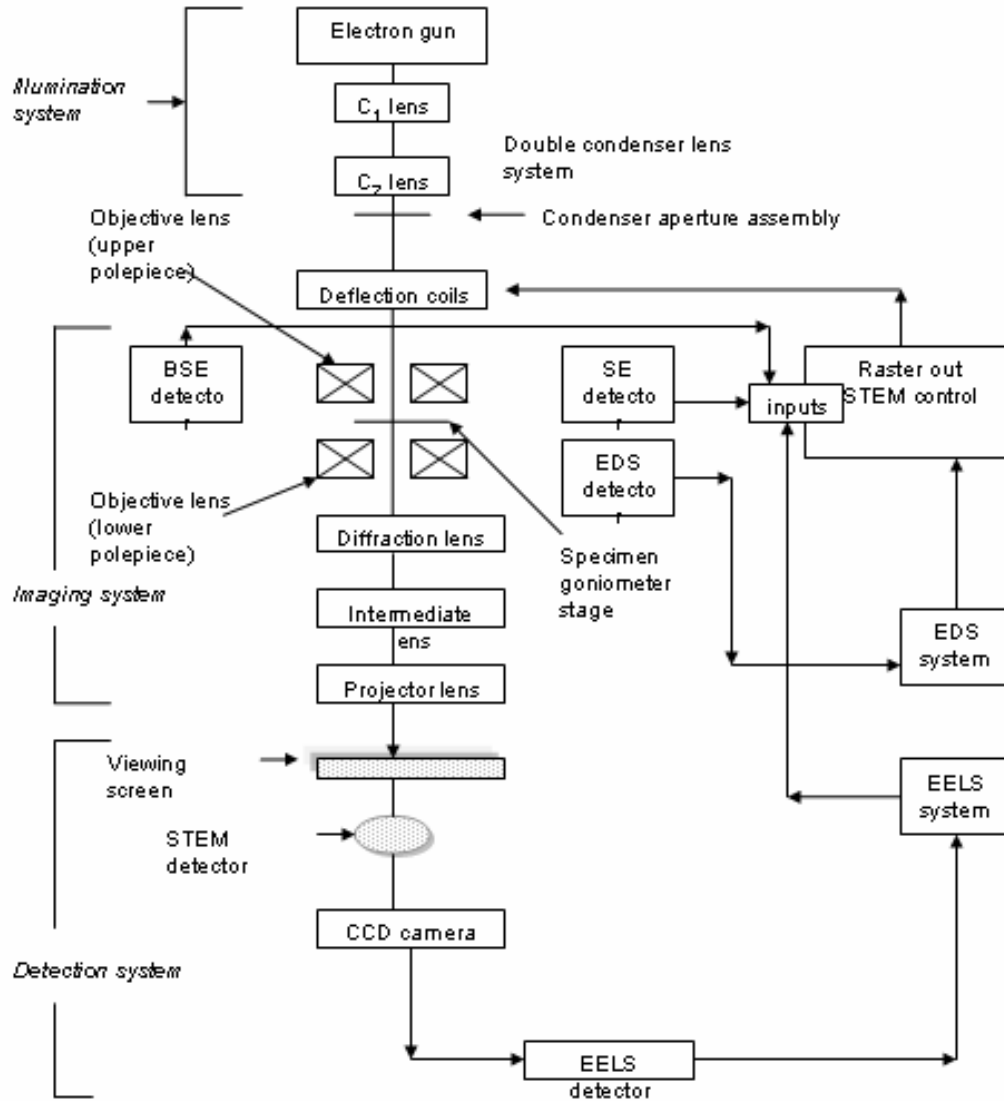 Electron gun
Illumination
system
C1 lens
Double condenser lens
system
C2 lens
Objective lens
(upper
polepiece)
Condenser aperture assembly
Deflection coils
BSE
detecto
r
SE
detecto
r
Raster out
STEM control
inputs
EDS
detecto
r
Objective lens
(lower
polepiece)
Diffraction lens
Specimen
goniometer
stage
Imaging system
Intermediate
ens
EDS
system
Projector lens
Viewing
screen
EELS
system
STEM
detector
CCD camera
Detection system
EELS
detector